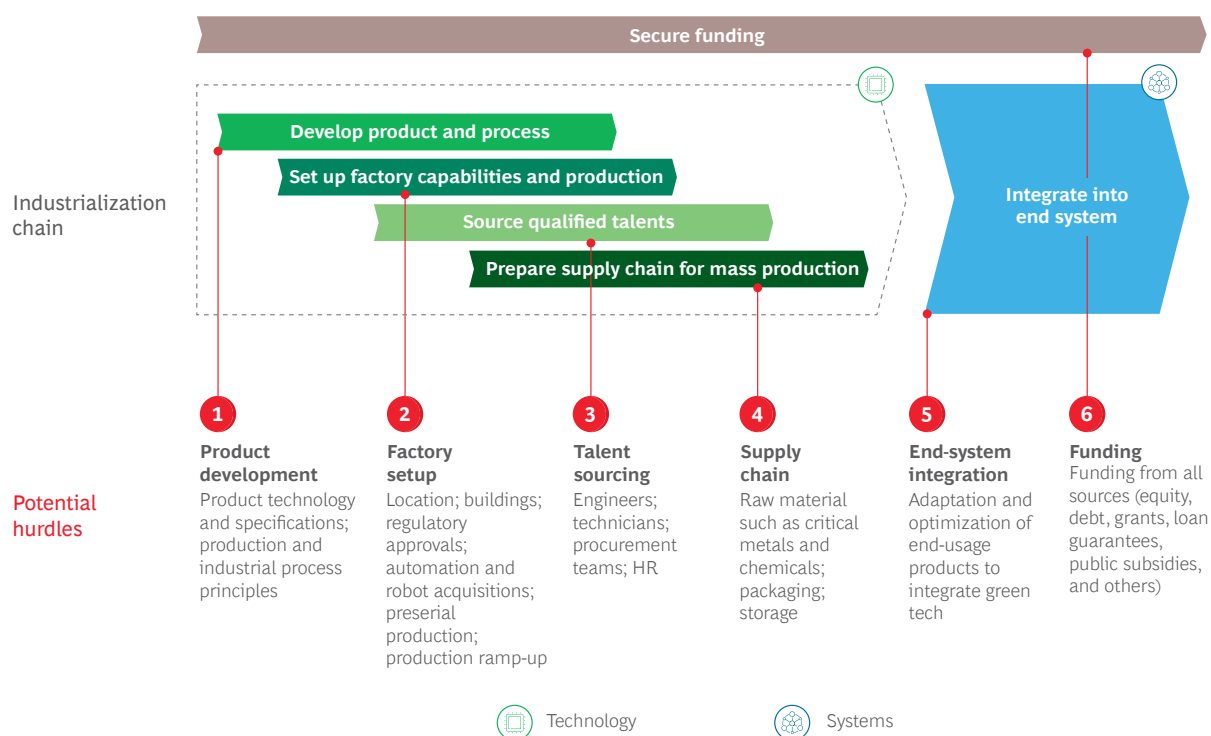 Secure funding
Develop product and process
Set up factory capabilities and production
Source qualified talents
Prepare supply chain for mass production
Integrate into
end system
Industrialization
chain
1
2
3
4
5
6
Potential
hurdles
Product
development
Product technology
and specifications;
production and
industrial process
principles
Factory
setup
Location; buildings;
regulatory
approvals;
automation and
robot acquisitions;
preserial
production;
production ramp-up
Talent
sourcing
Engineers;
technicians;
procurement
teams; HR
Supply
chain
Raw material
such as critical
metals and
chemicals;
packaging;
storage
End-system
integration
Adaptation and
optimization of
end-usage
products to
integrate green
tech
Funding
Funding from all
sources (equity,
debt, grants, loan
guarantees,
public subsidies,
and others)
Technology
Systems